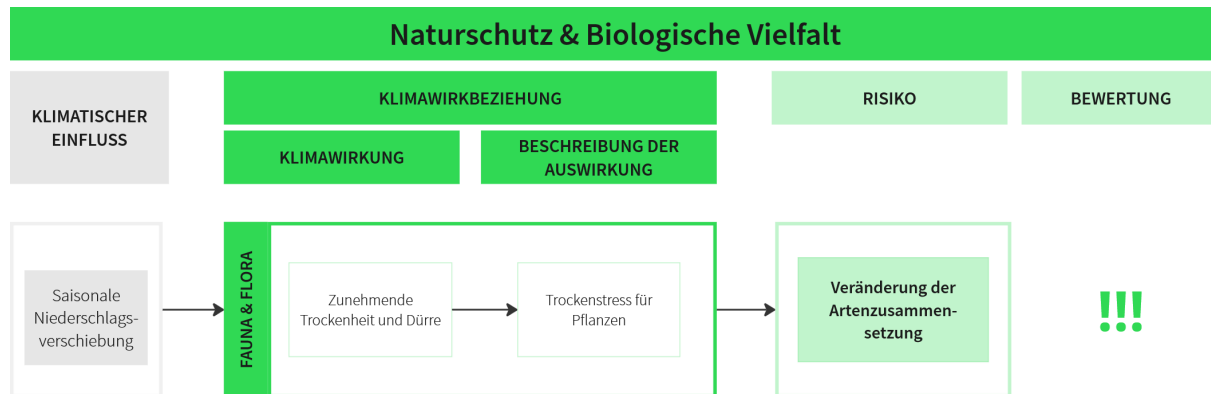 Naturschutz & Biologische Vielfalt
KLIMATISCHER
EINFLUSS
KLIMAWIRKBEZIEHUNG
RISIKO
BEWERTUNG
KLIMAWIRKUNG
BESCHREIBUNG DER
AUSWIRKUNG
Saisonale
Niederschlags-
verschiebung
FAUNA & FLORA
Zunehmende
Trockenheit und Dürre
Trockenstress für
Pflanzen
Veränderung der
Artenzusammen-
setzung
!!!